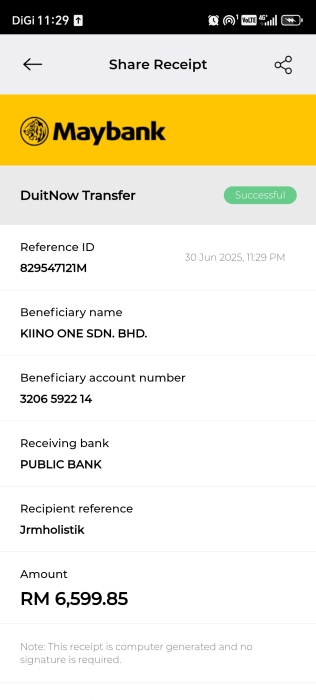 DiGi 11:29
Share Receipt
Maybank
DuitNow Transfer
Successful
Reference ID
829547121M
30 Jun 2025, 11:29 PM
Beneficiary name
KIINO ONE SDN. BHD.
Beneficiary account number
3206 5922 14
Receiving bank
PUBLIC BANK
Recipient reference
Jrmholistik
Amount
RM 6,599.85
Note: This receipt is computer generated and no
signature is required.